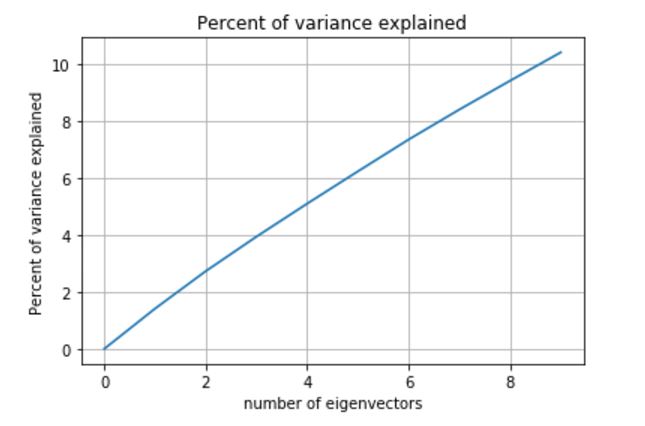 Percent of variance explained
Percent of variance explained
10
8
6
4
2
0
0 2 4 6 8
number of eigenvectors